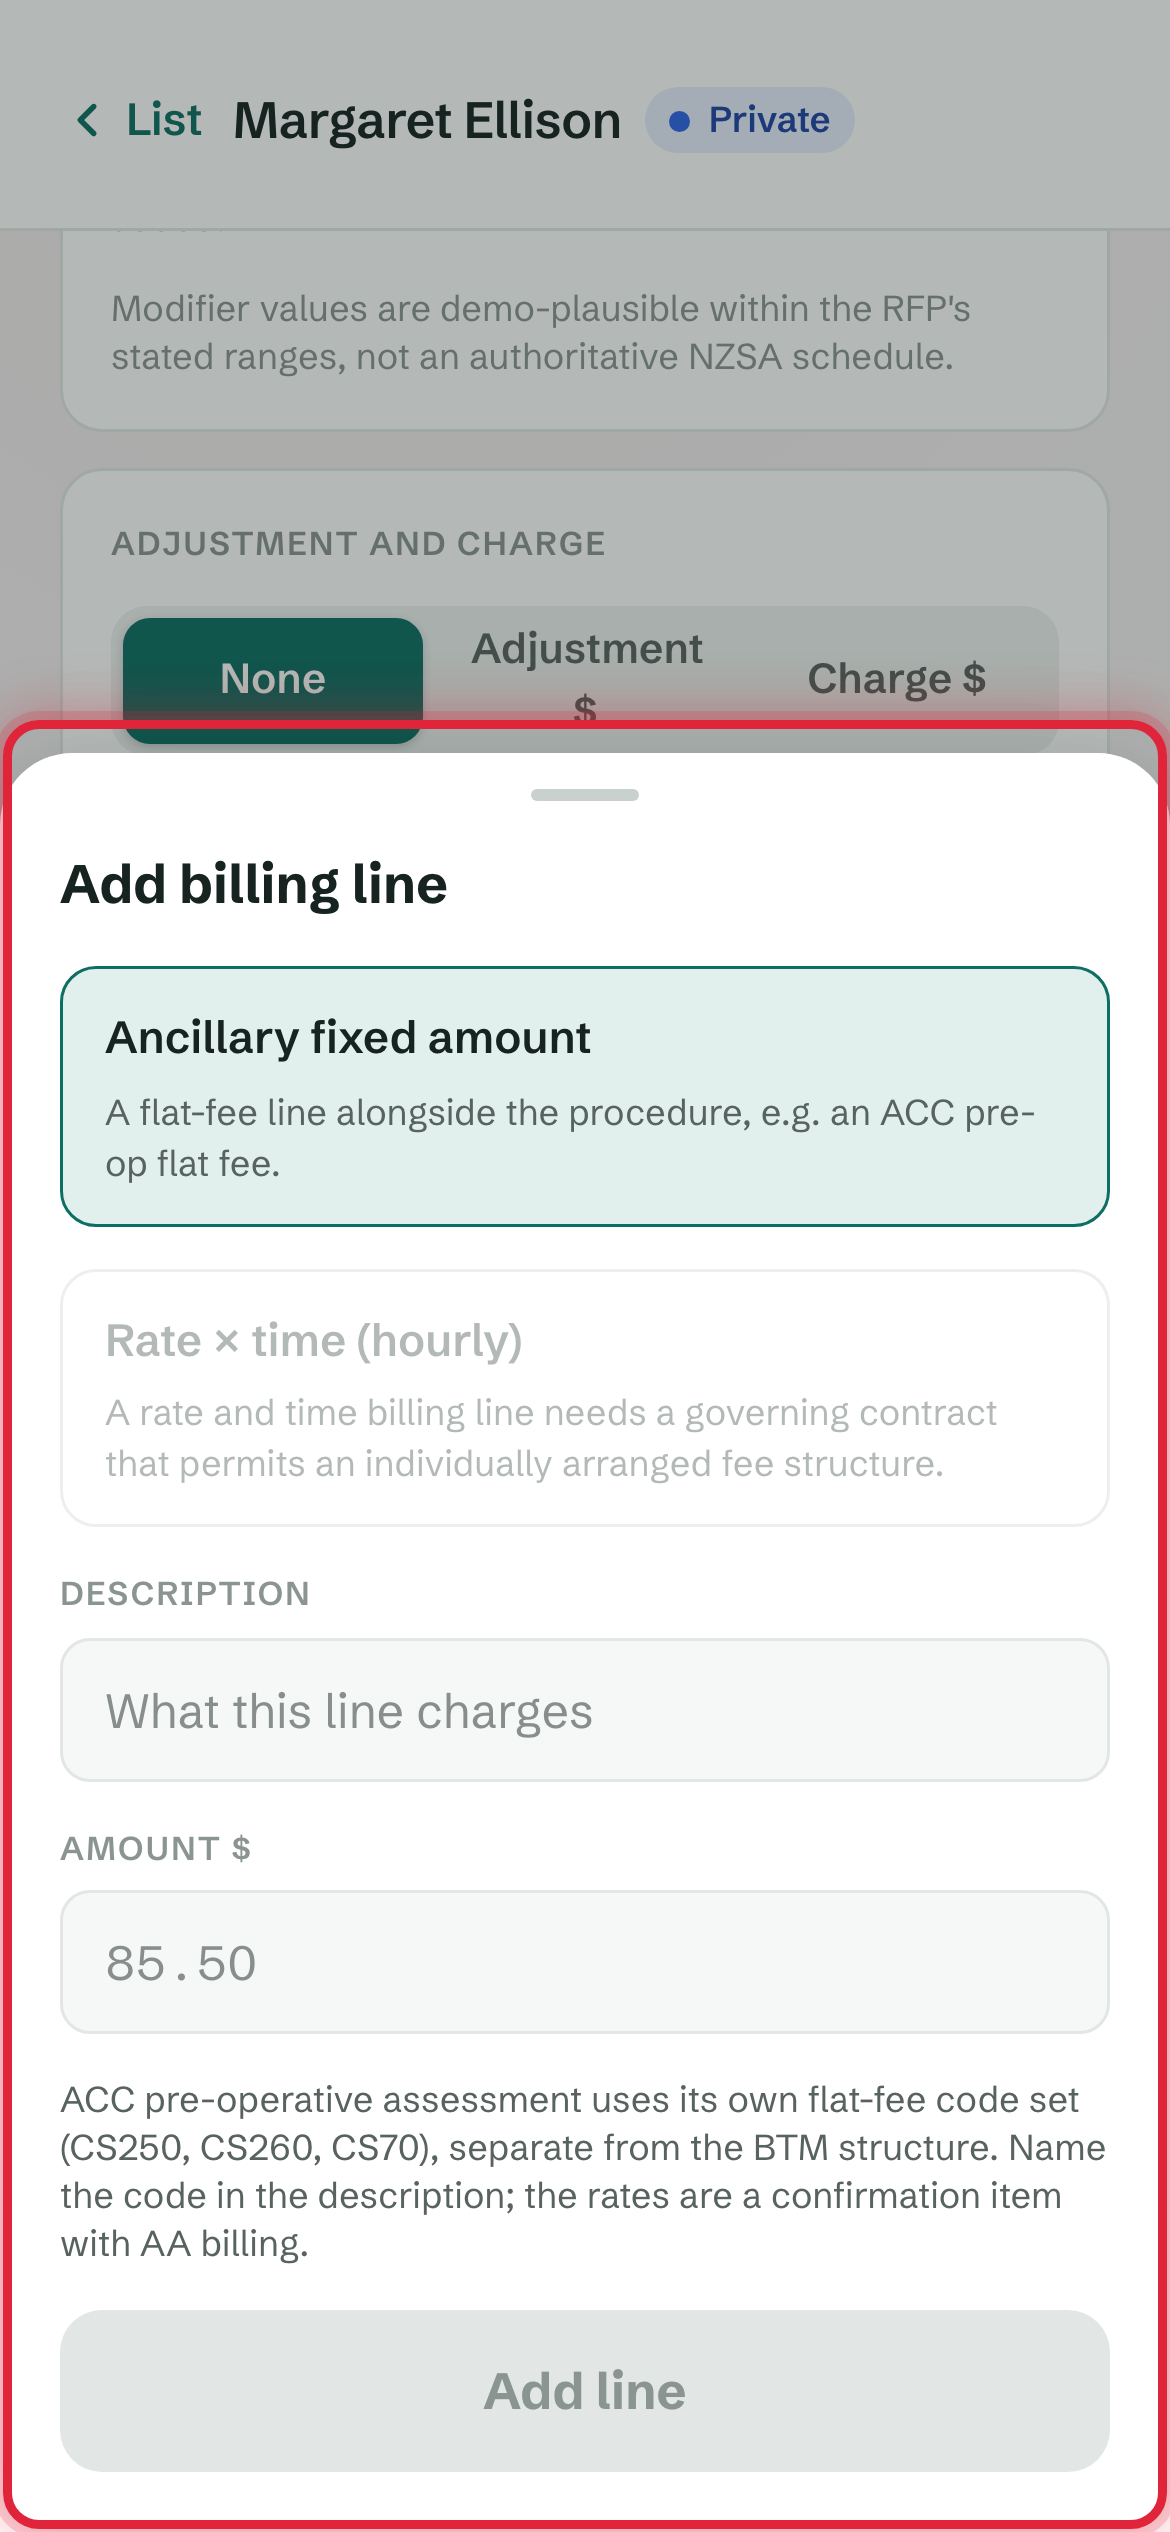 List Margaret Ellison Private
Modifier values are demo-plausible within the RFP's
stated ranges, not an authoritative NZSA schedule.
ADJUSTMENT AND CHARGE
None
Adjustment
$
Charge $
Add billing line
Ancillary fixed amount
A flat-fee line alongside the procedure, e.g. an ACC pre-
op flat fee.
Rate × time (hourly)
A rate and time billing line needs a governing contract
that permits an individually arranged fee structure.
DESCRIPTION
What this line charges
AMOUNT $
85.50
ACC pre-operative assessment uses its own flat-fee code set
(CS250, CS260, CS70), separate from the BTM structure. Name
the code in the description; the rates are a confirmation item
with AA billing.
Add line